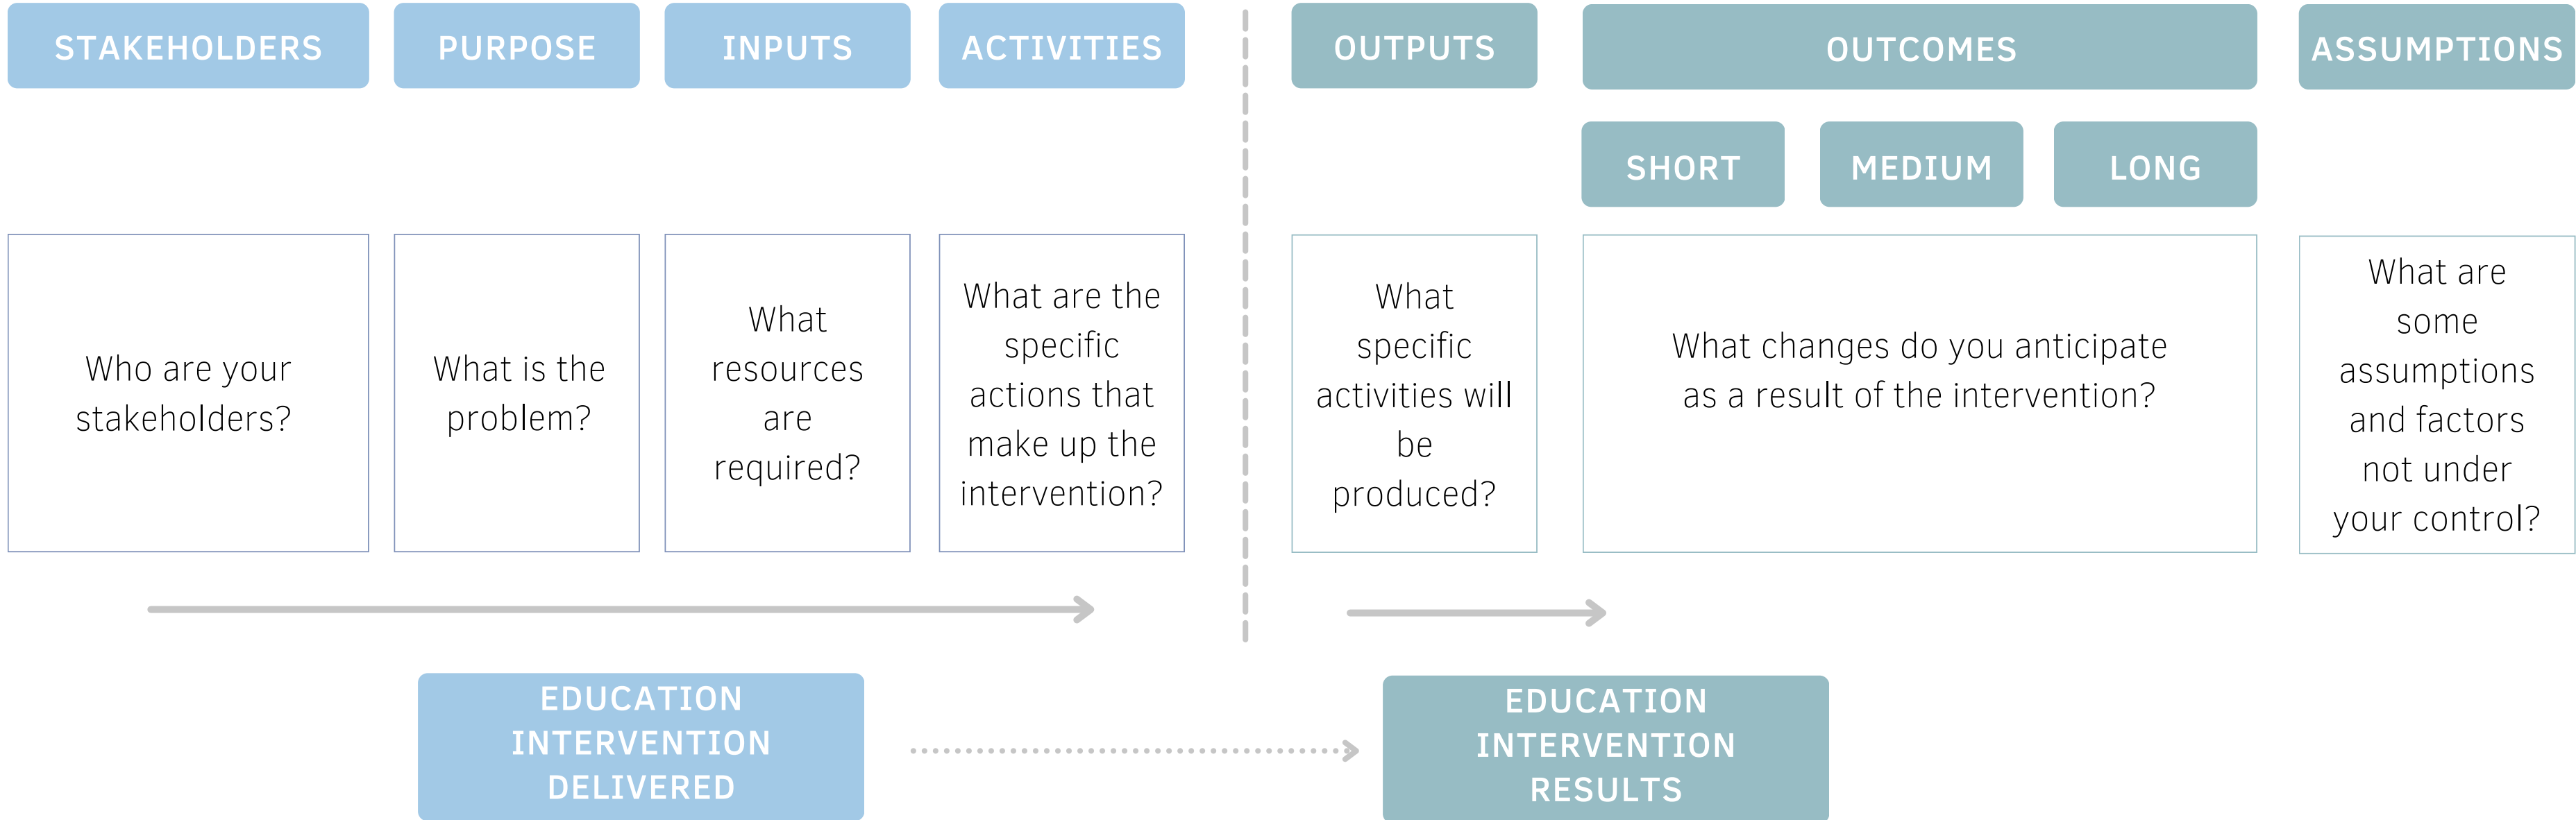 STAKEHOLDERS
PURPOSE
INPUTS
ACTIVITIES
OUTPUTS
OUTCOMES
ASSUMPTIONS
SHORT
MEDIUM
LONG
Who are your
stakeholders?
What is the
problem?
What
resources
are
required?
What are the
specific
actions that
make up the
intervention?
What
specific
activities will
be
produced?
What changes do you anticipate
as a result of the intervention?
What are
some
assumptions
and factors
not under
your control?
EDUCATION
INTERVENTION
DELIVERED
EDUCATION
INTERVENTION
RESULTS